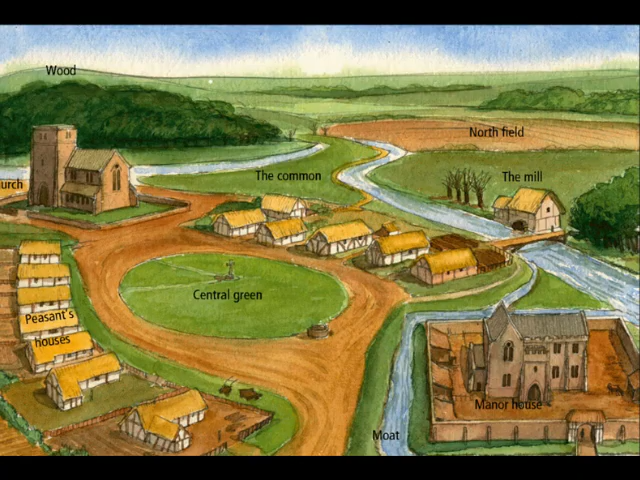 Wood
North field
The common
The mill
urch
Central green
Peasant's
houses
Manor house
Moat